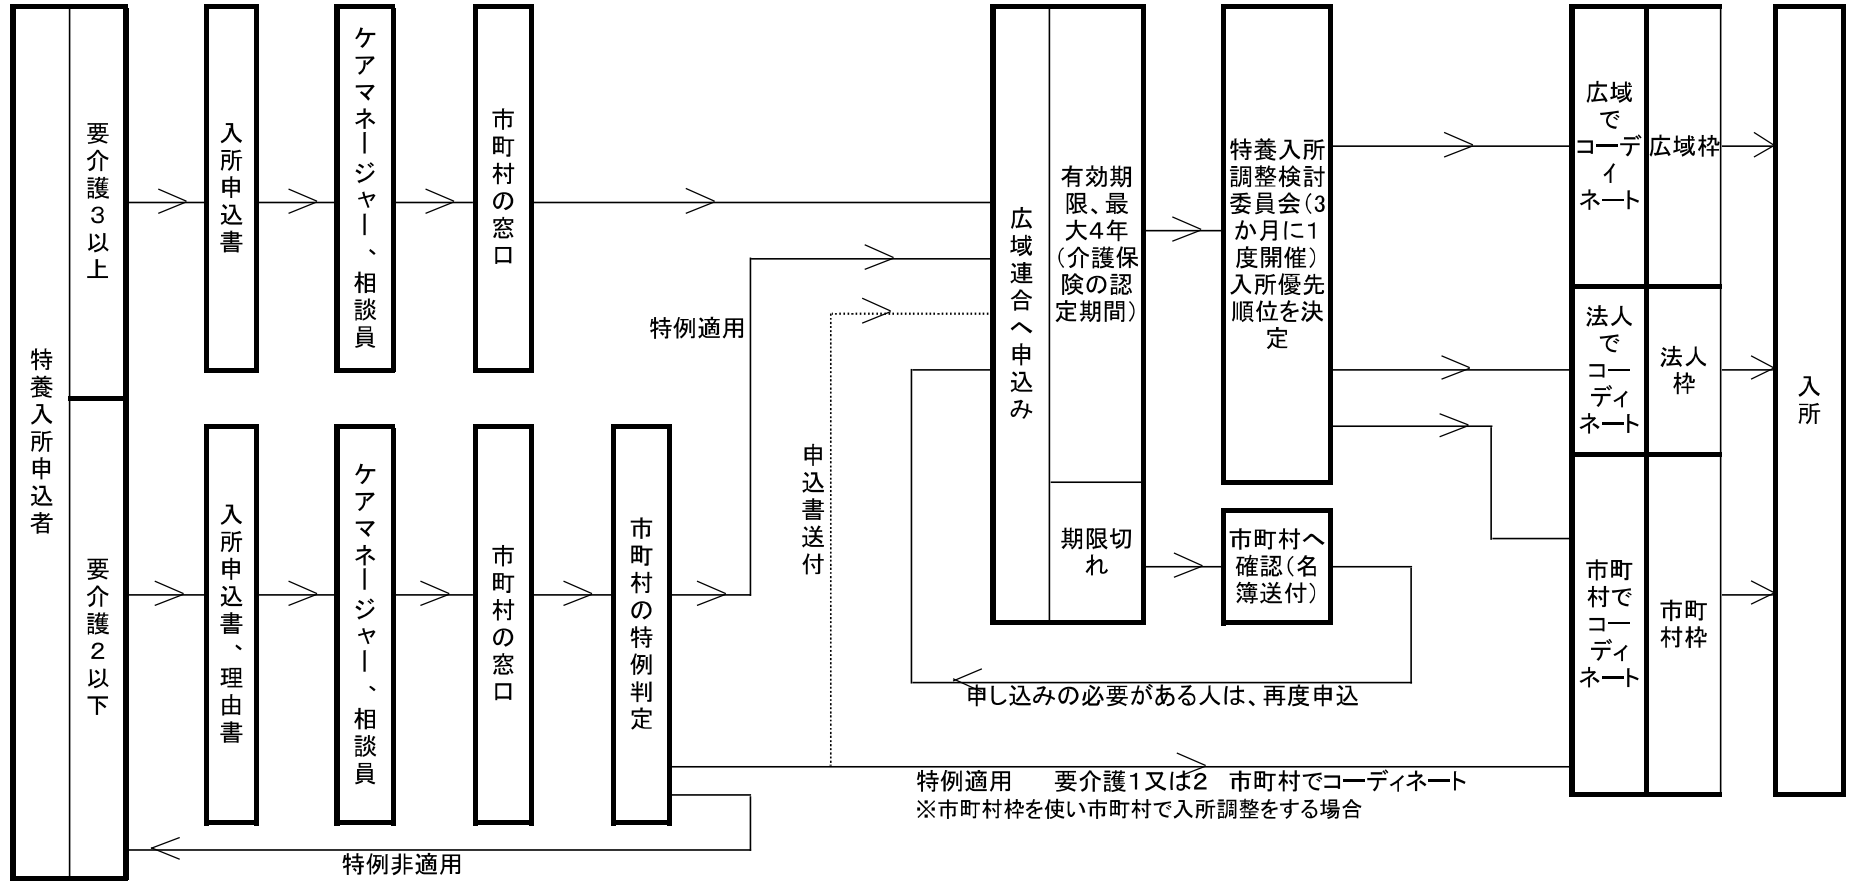 特養入所申込者
要介護3以上
入所申込書
ケアマネージャー、相談員
市町村の窓口
要介護2以下
入所申込書、理由書
ケアマネージャー、相談員
市町村の窓口
市町村の特例判定
特例適用
申込書送付
特例非適用
広域連合へ申込み
有効期
限、最
大4年
(介護保
険の認
定期間)
期限切
れ
特養入所
調整検討
委員会(3
か月に1
度開催)
入所優先
順位を決
定
市町村へ
確認(名
簿送付)
申し込みの必要がある人は、再度申込
特例適用　要介護1又は2　市町村でコーディネート
※市町村枠を使い市町村で入所調整をする場合
広域
で
コーデ
ィ
ネート
広域枠
法人
で
コー
ディ
ネート
法人
枠
市町
村で
コー
ディ
ネート
市町
村枠
入所